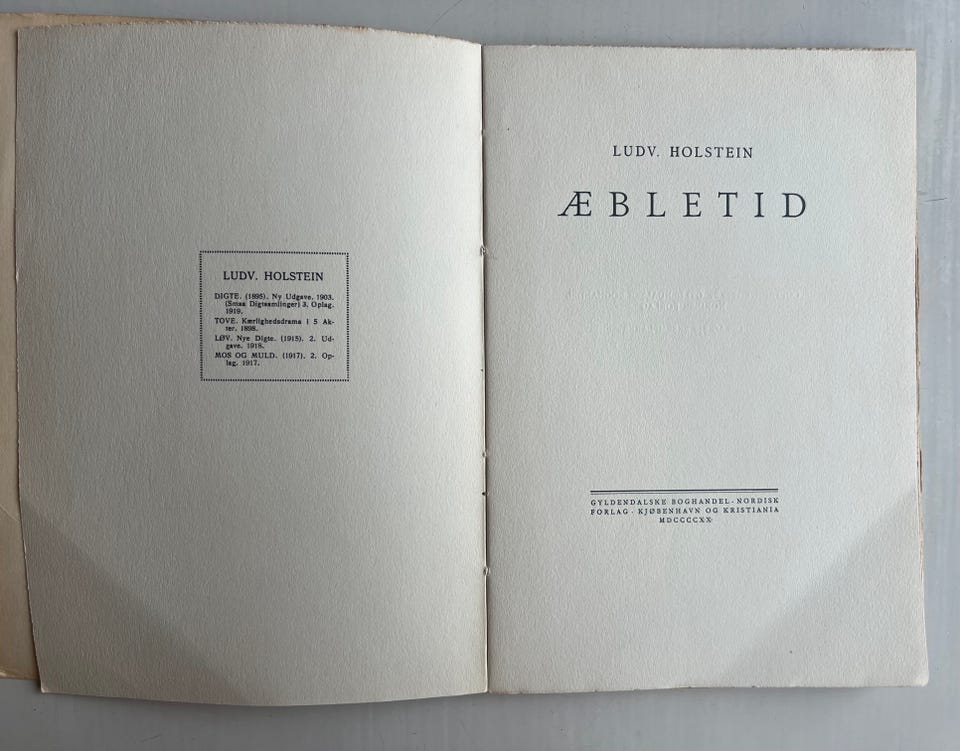 LUDV. HOLSTEIN
DIGTE. (1895). Ny Udgave. 1903.
(Smaa Digtsamlinger) 3. Oplag.
1919.
TOVE. Kærlighedsdrama i 5 Ak-
ter. 1898.
LØV. Nye Digte. (1915). 2. Ud-
gave. 1918.
MOS OG MULD. (1917). 2. Op-
lag. 1917.
LUDV. HOLSTEIN
ÆBLETID
GYLDENDALSKE BOGHANDEL · NORDISK
FORLAG · KJØBENHAVN OG KRISTIANIA
MDCCCCXX